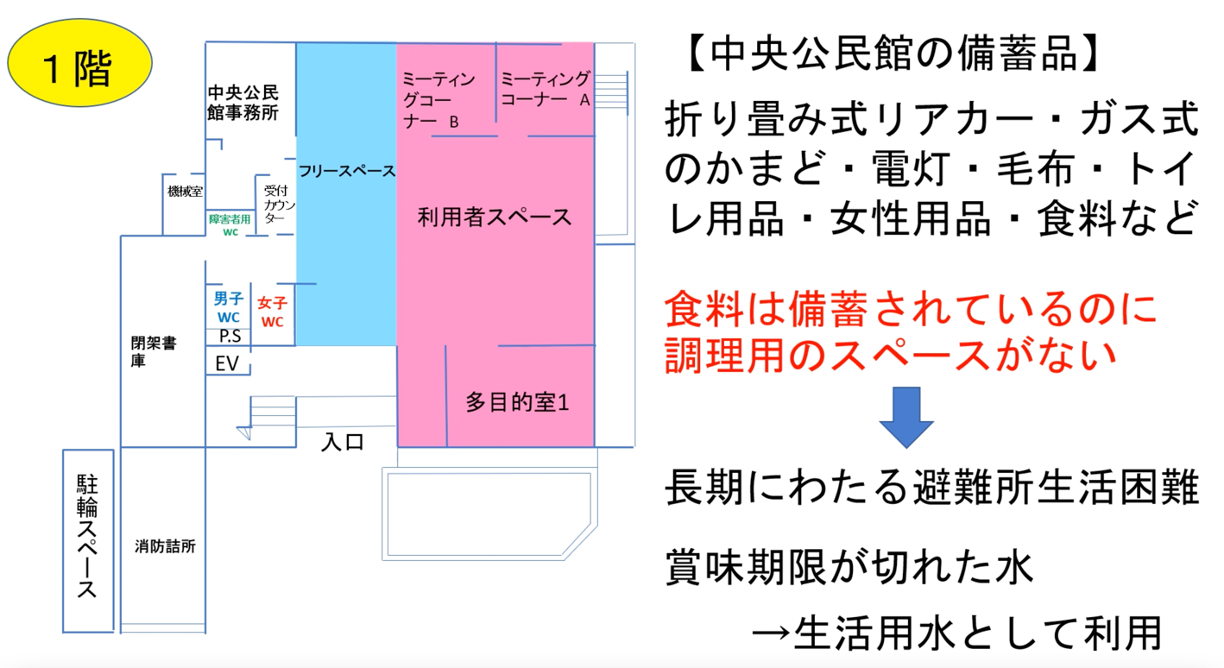 1階
中央公民
館事務所
ミーティン
グコー
ナー B
ミーティング
コーナー A
フリースペース
機械室
受付
カウン
ター
障害者用
WC
利用者スペース
男子
WC
女子
WC
P.S
EV
閉架書
庫
多目的室1
入口
駐輪スペース
消防詰所
【中央公民館の備蓄品】
折り畳み式リアカー・ガス式
のかまど・電灯・毛布・トイ
レ用品・女性用品・食料など
食料は備蓄されているのに
調理用のスペースがない
長期にわたる避難所生活困難
賞味期限が切れた水
→生活用水として利用